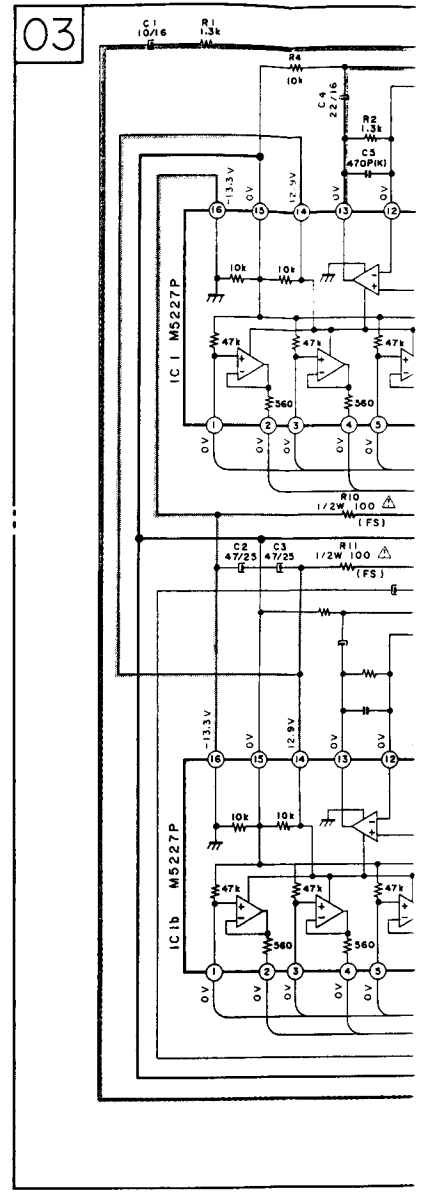 03
C1
10/16
R1
1.3k
R4
10k
C4
22/16
R2
1.3k
C5
470P(K)
-13.3V
0V
12.9V
0V
0V
16
15
14
13
12
10k
10k
IC1 M5227P
47k
47k
47k
560
560
1
2
3
4
5
0V
0V
0V
0V
0V
R10
1/2W 100 ⚠
(FS)
C2
47/25
C3
47/25
R11
1/2W 100 ⚠
(FS)
-13.3V
0V
12.9V
0V
0V
16
15
14
13
12
10k
10k
IC1b M5227P
47k
47k
47k
560
560
1
2
3
4
5
0V
0V
0V
0V
0V